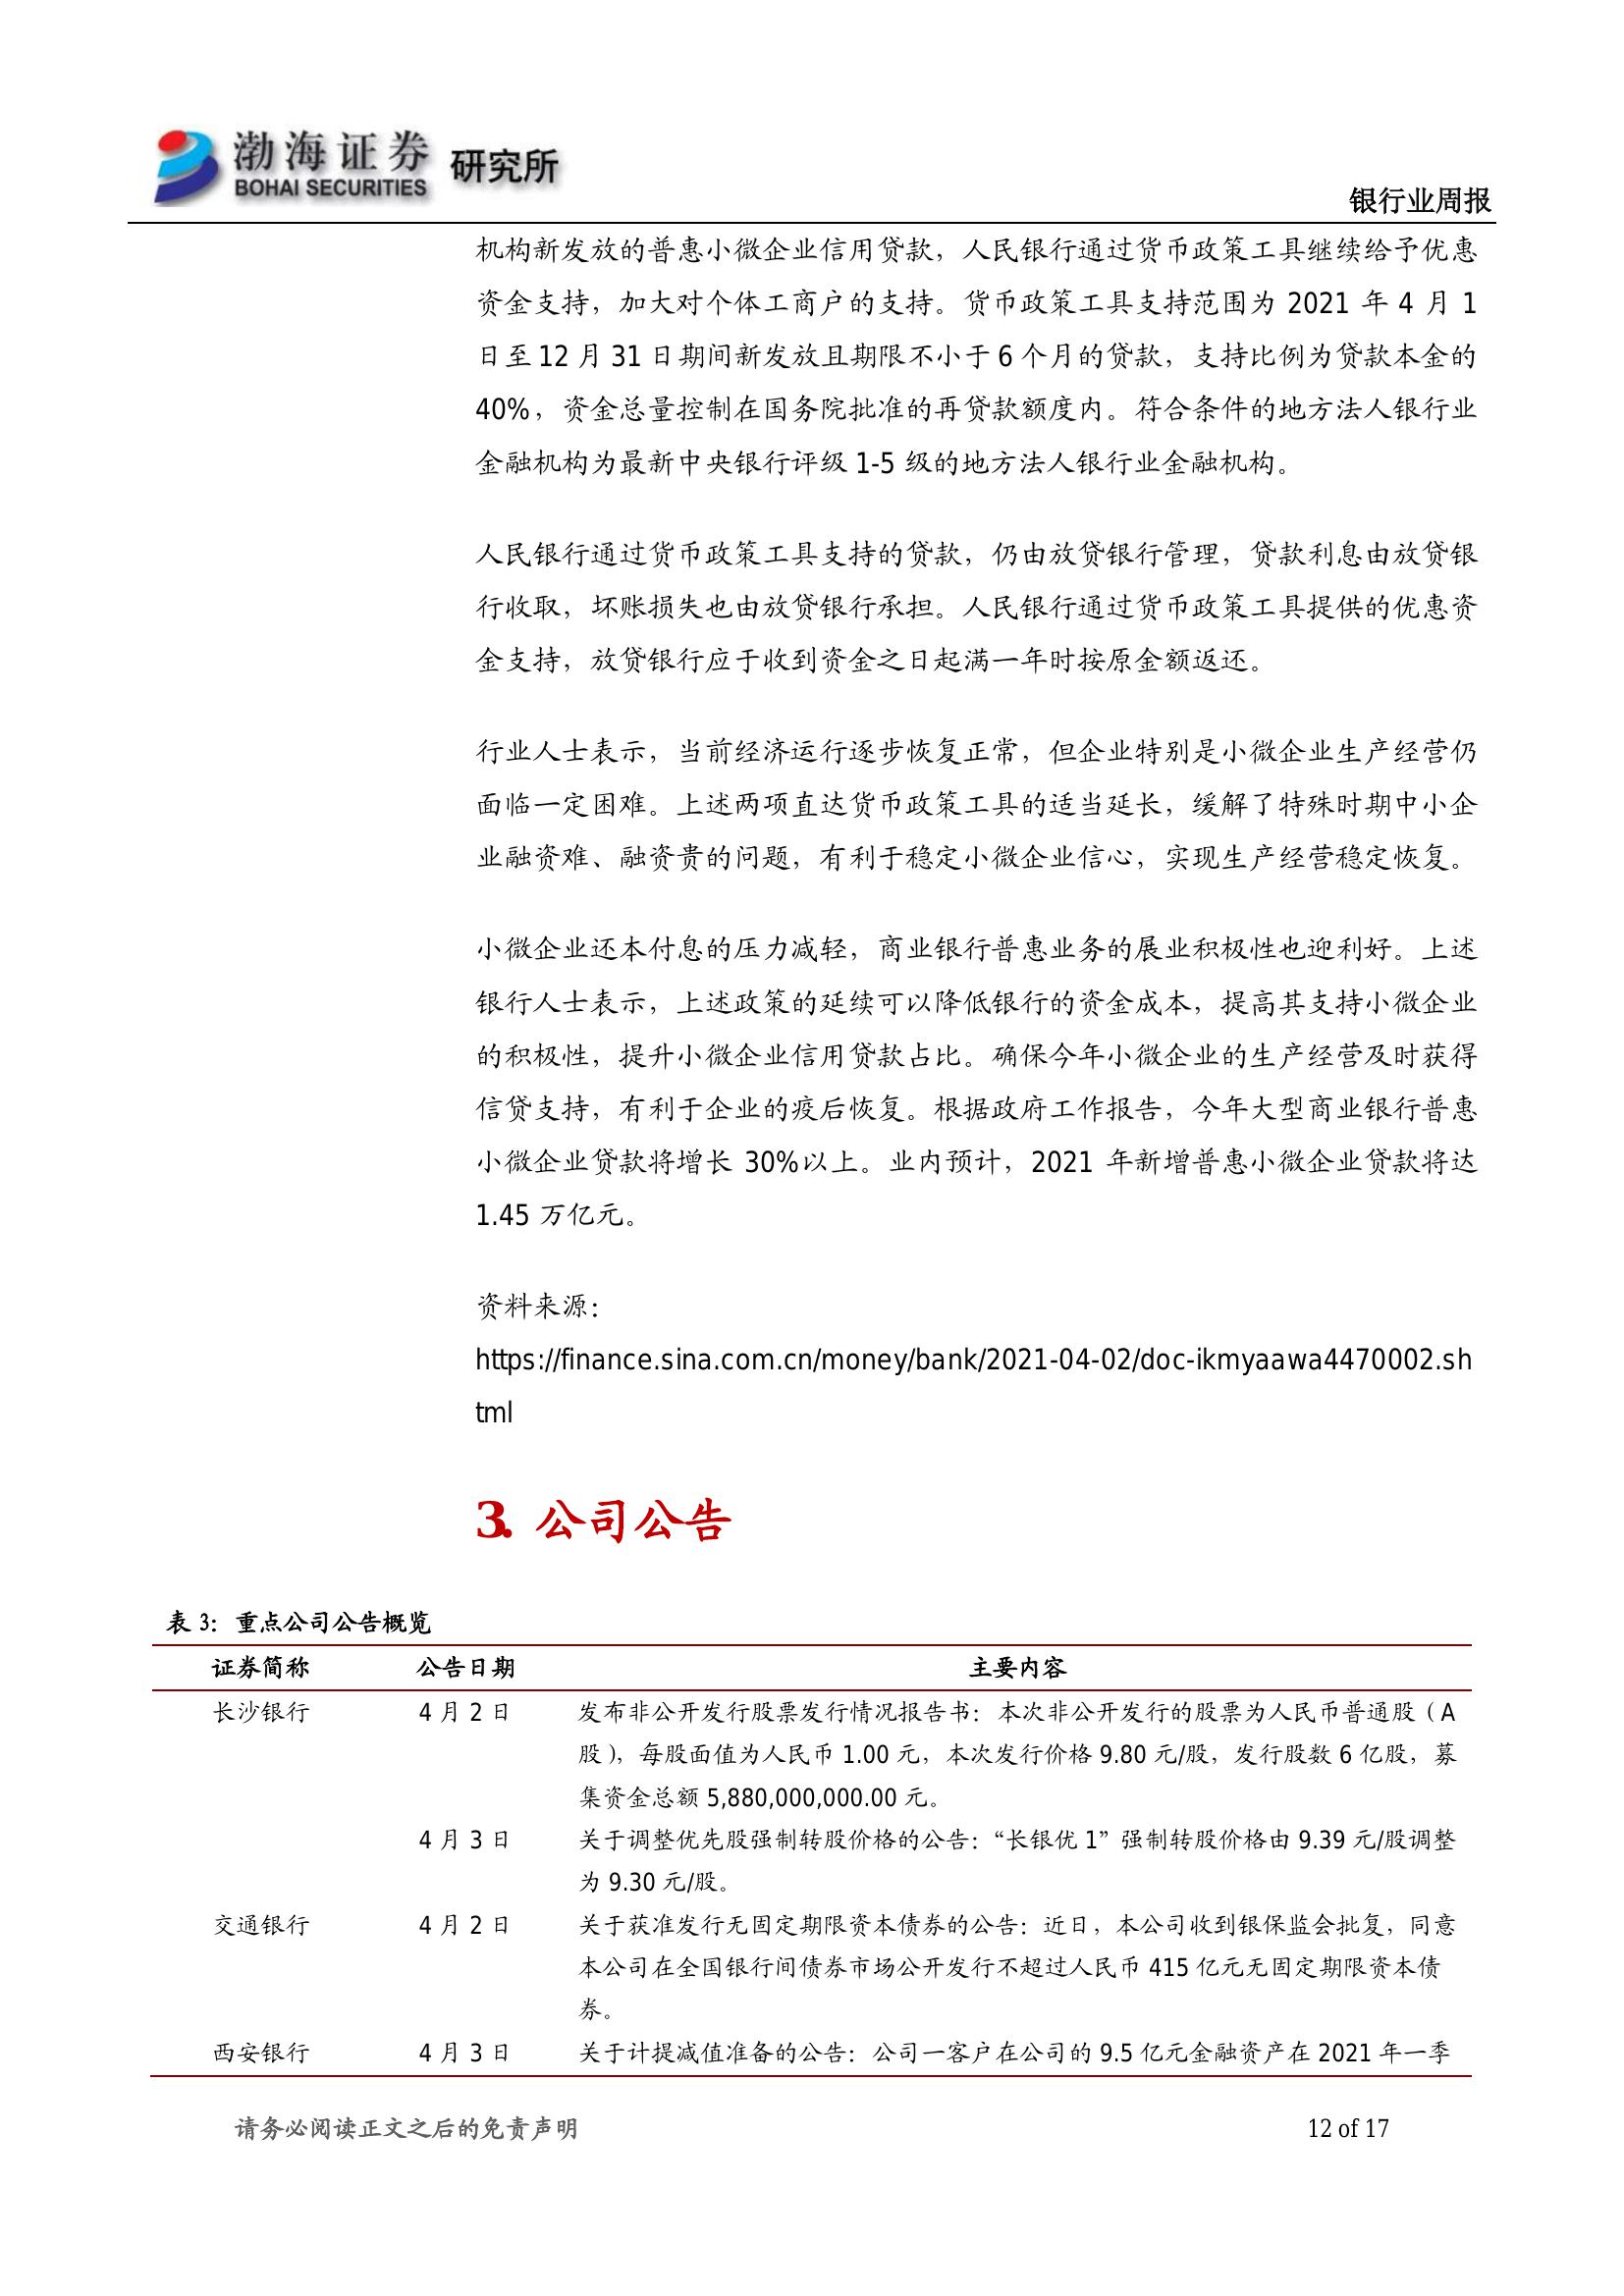 渤海证券 研究所
BOHAI SECURITIES
银行业周报
机构新发放的普惠小微企业信用贷款，人民银行通过货币政策工具继续给予优惠
资金支持，加大对个体工商户的支持。货币政策工具支持范围为 2021 年 4 月 1
日至 12 月 31 日期间新发放且期限不小于 6 个月的贷款，支持比例为贷款本金的
40%，资金总量控制在国务院批准的再贷款额度内。符合条件的地方法人银行业
金融机构为最新中央银行评级 1-5 级的地方法人银行业金融机构。
人民银行通过货币政策工具支持的贷款，仍由放贷银行管理，贷款利息由放贷银
行收取，坏账损失也由放贷银行承担。人民银行通过货币政策工具提供的优惠资
金支持，放贷银行应于收到资金之日起满一年时按原金额返还。
行业人士表示，当前经济运行逐步恢复正常，但企业特别是小微企业生产经营仍
面临一定困难。上述两项直达货币政策工具的适当延长，缓解了特殊时期中小企
业融资难、融资贵的问题，有利于稳定小微企业信心，实现生产经营稳定恢复。
小微企业还本付息的压力减轻，商业银行普惠业务的展业积极性也迎利好。上述
银行人士表示，上述政策的延续可以降低银行的资金成本，提高其支持小微企业
的积极性，提升小微企业信用贷款占比。确保今年小微企业的生产经营及时获得
信贷支持，有利于企业的疫后恢复。根据政府工作报告，今年大型商业银行普惠
小微企业贷款将增长 30%以上。业内预计，2021 年新增普惠小微企业贷款将达
1.45 万亿元。
资料来源：
https://finance.sina.com.cn/money/bank/2021-04-02/doc-ikmyaawa4470002.sh
tml
3. 公司公告
表 3：重点公司公告概览
证券简称 公告日期 主要内容
长沙银行 4 月 2 日 发布非公开发行股票发行情况报告书：本次非公开发行的股票为人民币普通股（A
股），每股面值为人民币 1.00 元，本次发行价格 9.80 元/股，发行股数 6 亿股，募
集资金总额 5,880,000,000.00 元。
4 月 3 日 关于调整优先股强制转股价格的公告：“长银优 1”强制转股价格由 9.39 元/股调整
为 9.30 元/股。
交通银行 4 月 2 日 关于获准发行无固定期限资本债券的公告：近日，本公司收到银保监会批复，同意
本公司在全国银行间债券市场公开发行不超过人民币 415 亿元无固定期限资本债
券。
西安银行 4 月 3 日 关于计提减值准备的公告：公司一客户在公司的 9.5 亿元金融资产在 2021 年一季
请务必阅读正文之后的免责声明 12 of 17